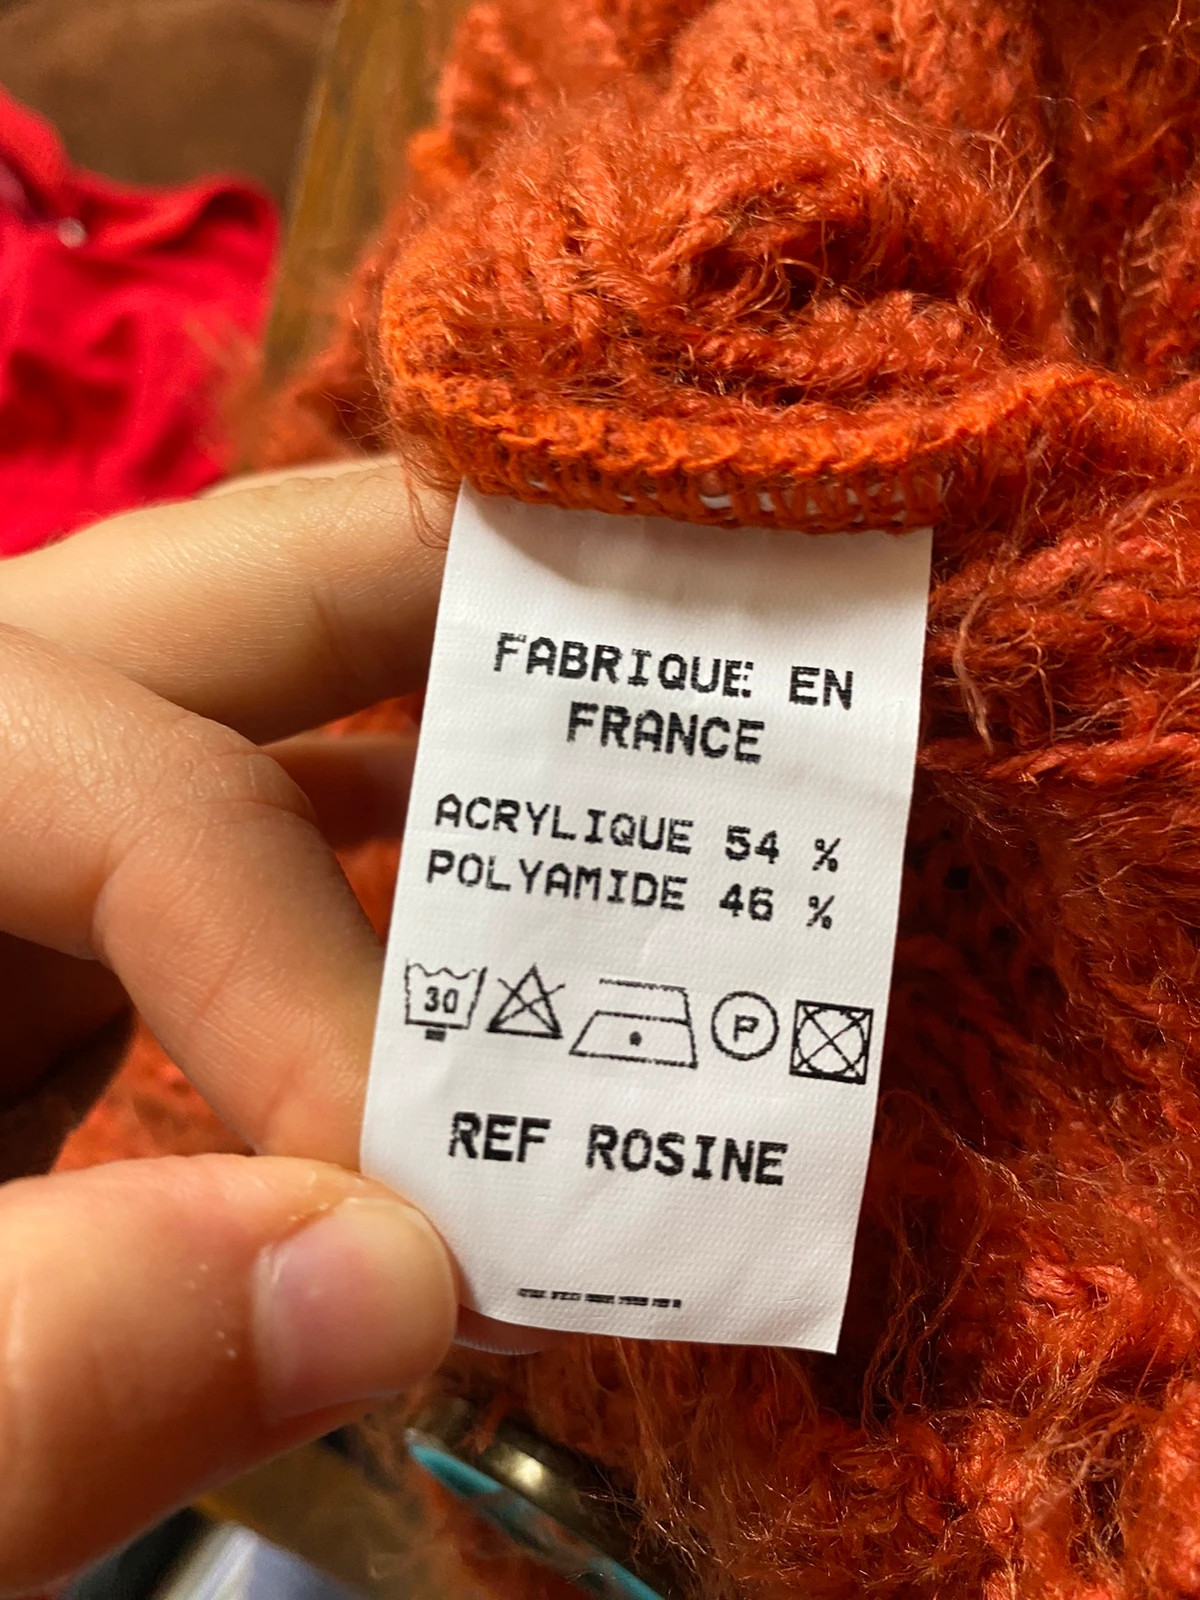 FABRIQUE EN
FRANCE
ACRYLIQUE 54 %
POLYAMIDE 46 %
30
P
REF ROSINE